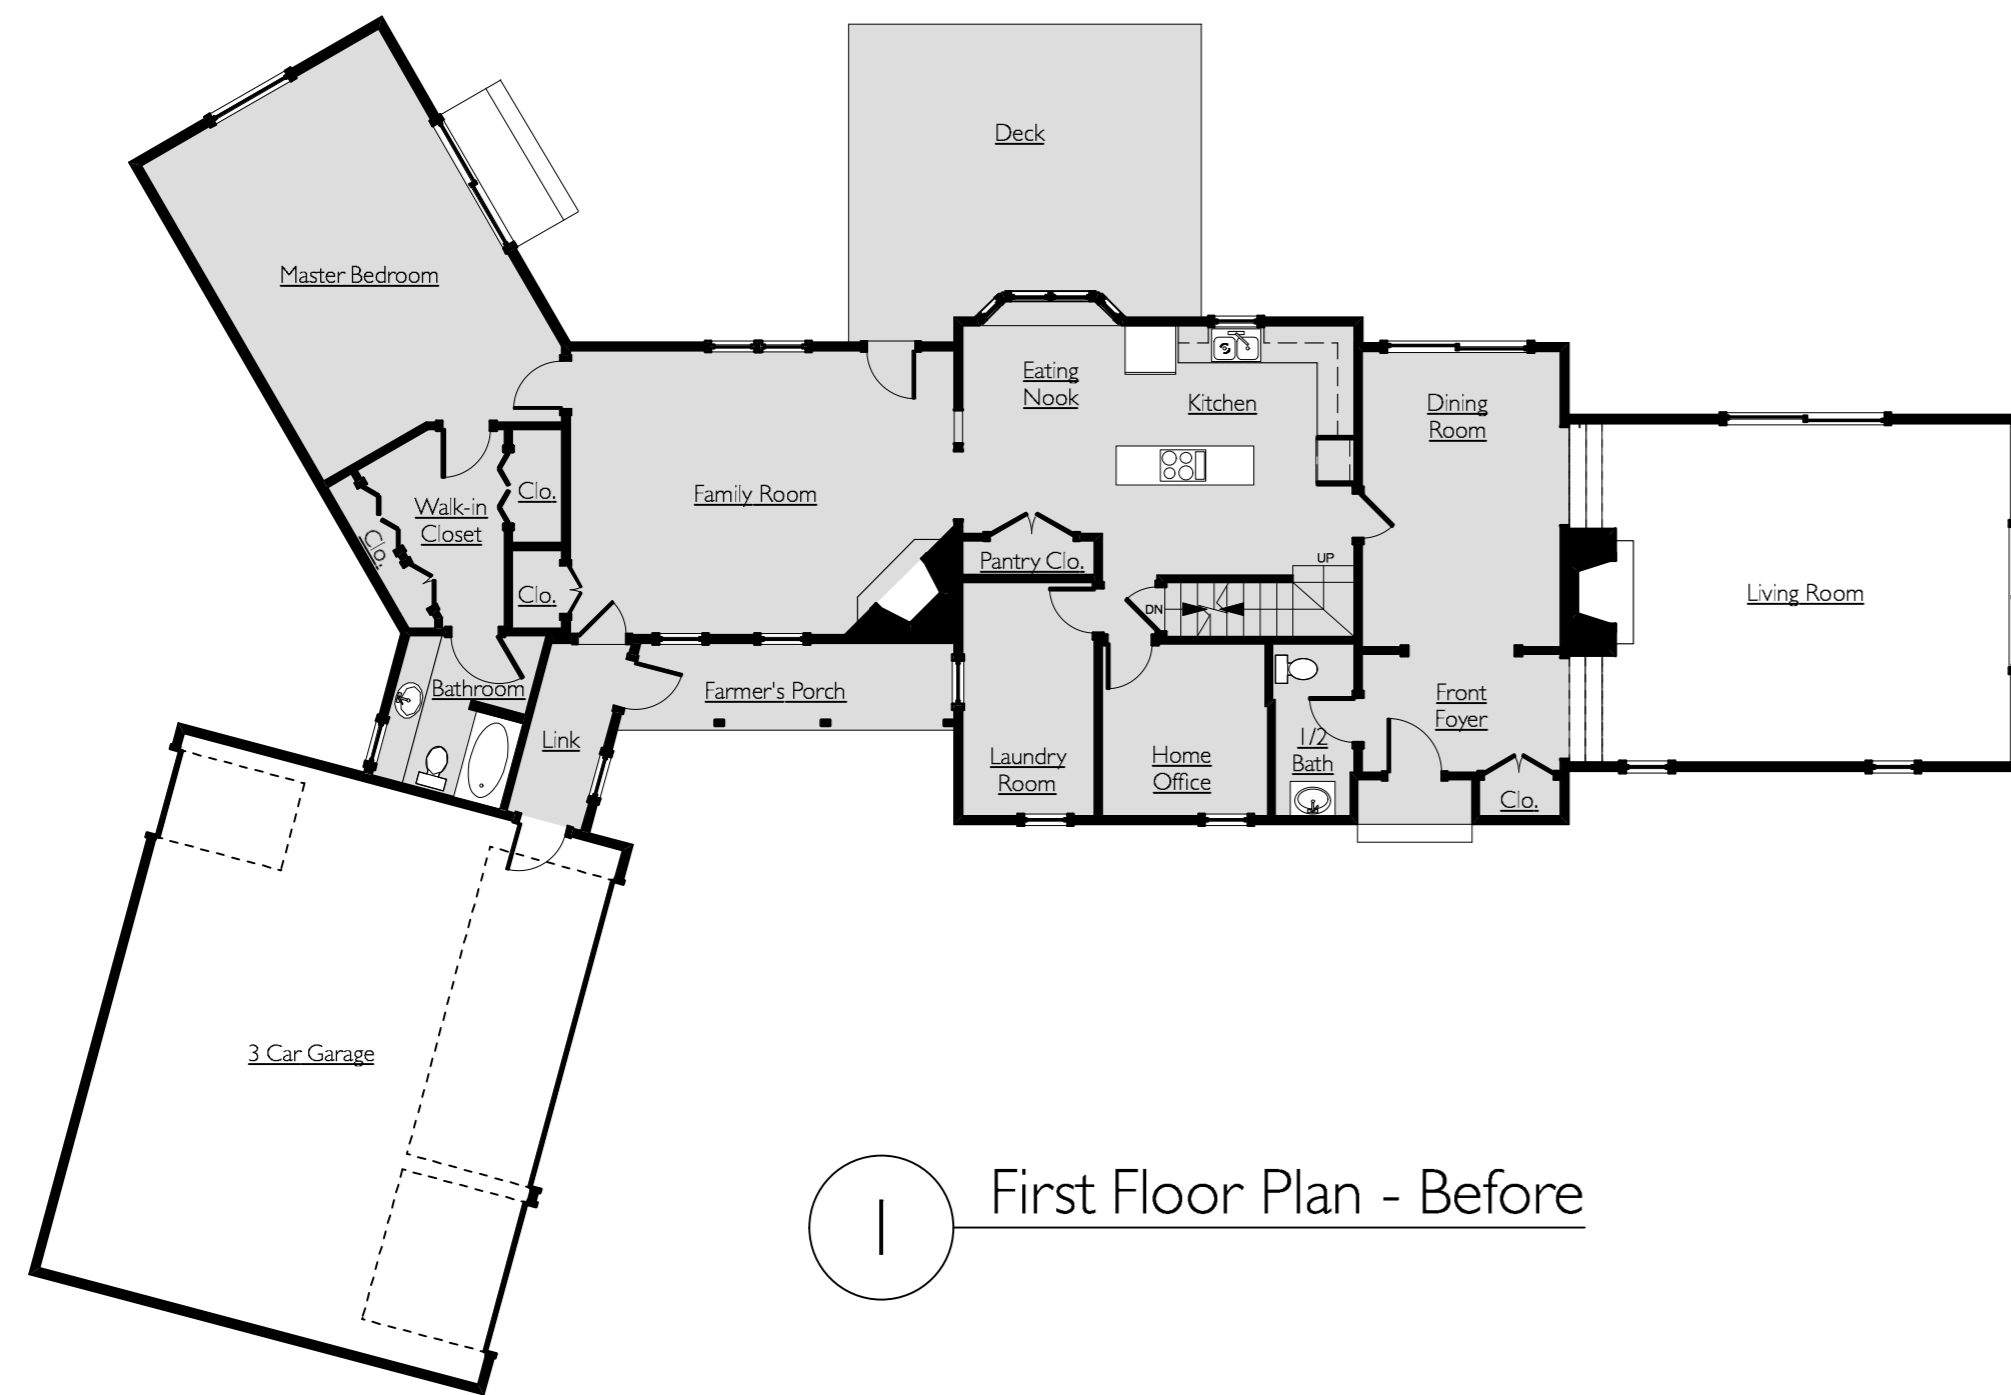 Deck
Master Bedroom
Eating
Nook
Kitchen
Dining
Room
Family Room
Clo.
Walk-in
Closet
Clo.
Clo.
Pantry Clo.
UP
DN
Living Room
Bathroom
Farmer's Porch
Link
Front
Foyer
1/2
Bath
Laundry
Room
Home
Office
Clo.
3 Car Garage
1
First Floor Plan - Before